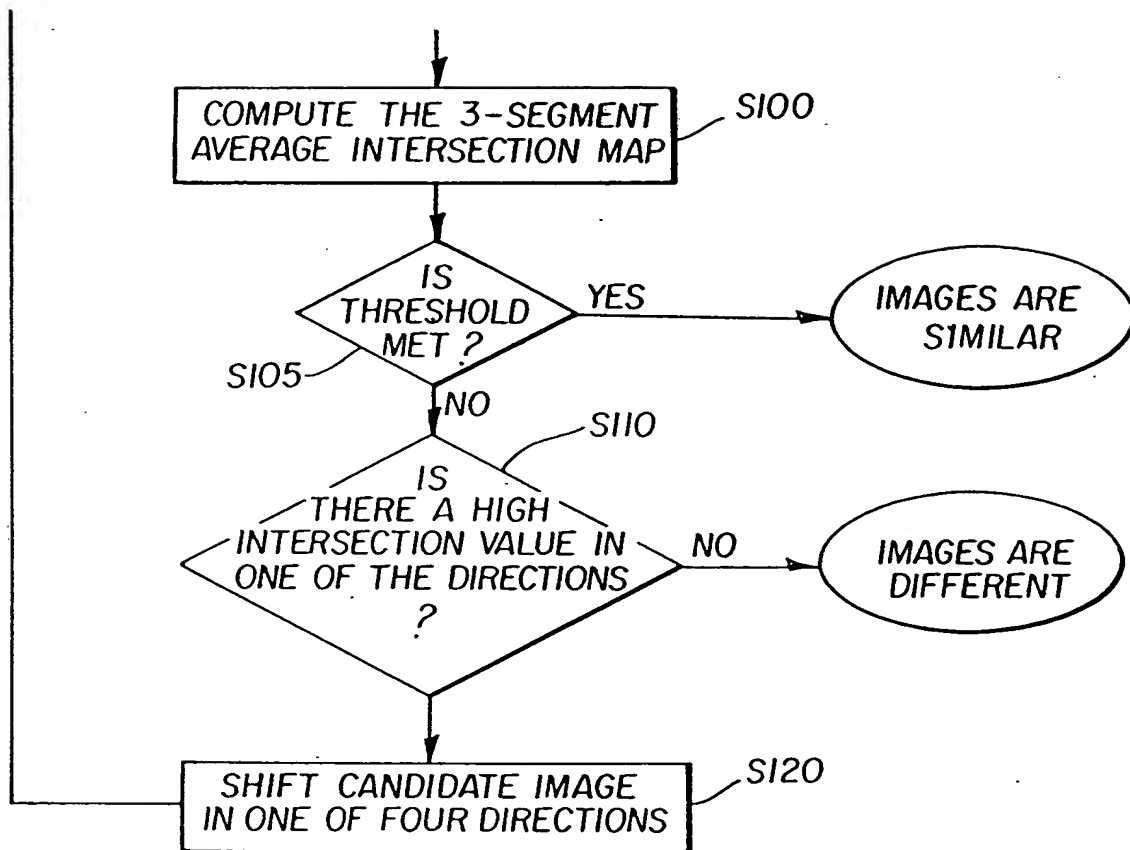 COMPUTE THE 3-SEGMENT
AVERAGE INTERSECTION MAP
S100
IS
THRESHOLD
MET ?
S105
YES
IMAGES ARE
SIMILAR
NO
S110
IS
THERE A HIGH
INTERSECTION VALUE IN
ONE OF THE DIRECTIONS
?
NO
IMAGES ARE
DIFFERENT
SHIFT CANDIDATE IMAGE
IN ONE OF FOUR DIRECTIONS
S120